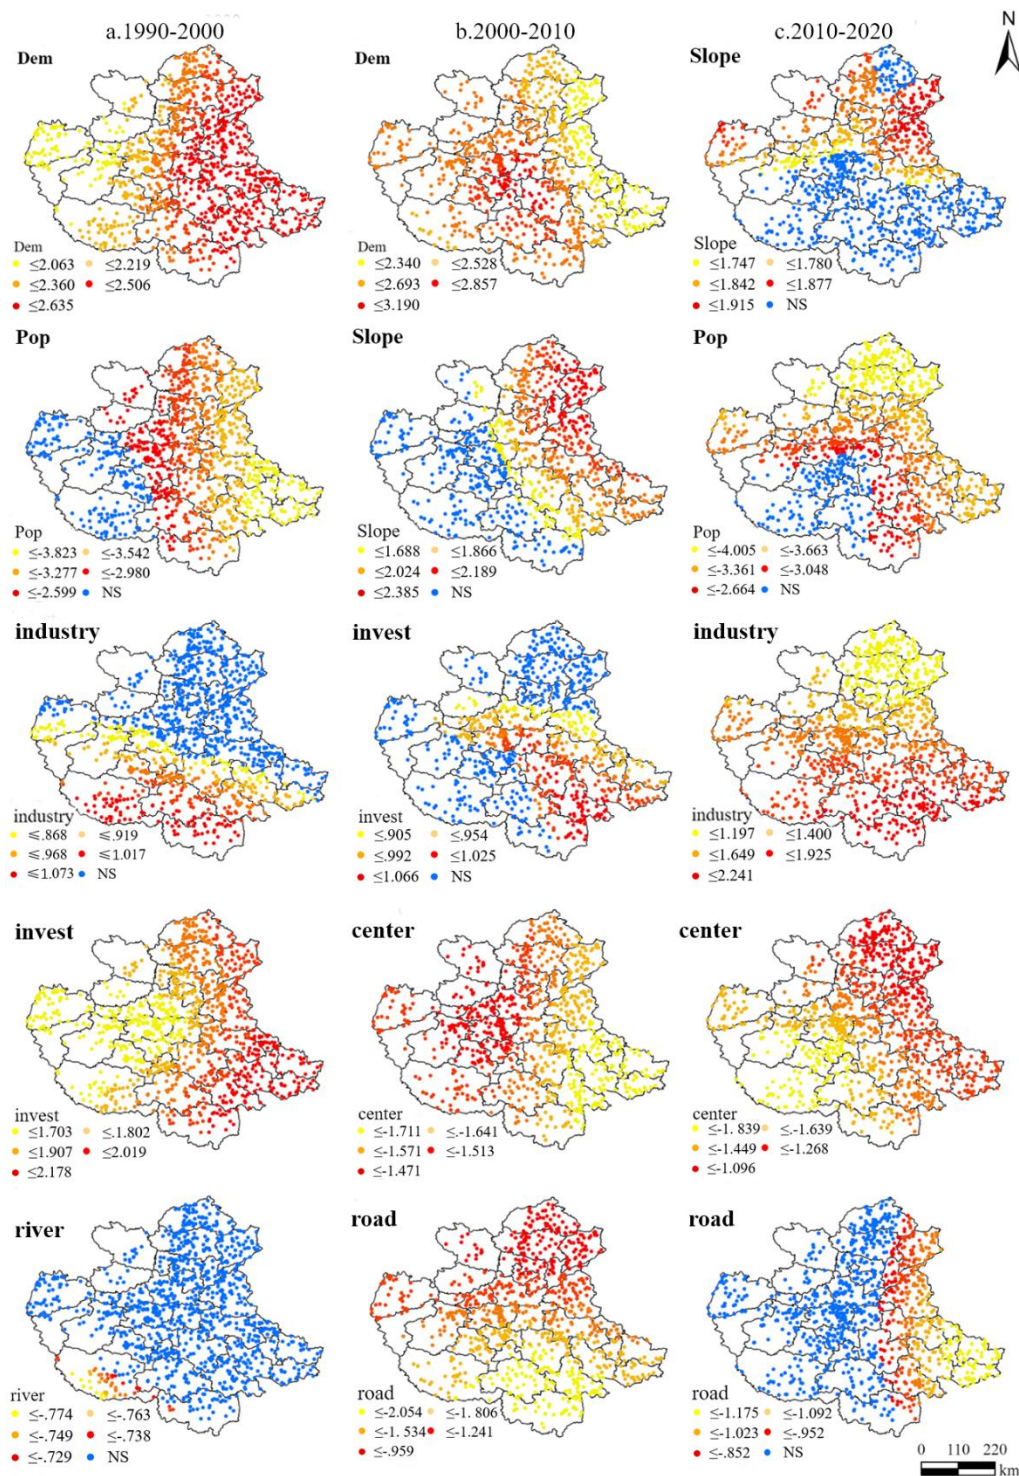 a.1990-2000 b.2000-2010 c.2010-2020 N
Dem Dem Slope
Dem
≤2.063 ≤2.219
≤2.360 ≤2.506
≤2.635
Dem
≤2.340 ≤2.528
≤2.693 ≤2.857
≤3.190
Slope
≤1.747 ≤1.780
≤1.842 ≤1.877
≤1.915 NS
Pop Slope Pop
Pop
≤-3.823 ≤-3.542
≤-3.277 ≤-2.980
≤-2.599 NS
Slope
≤1.688 ≤1.866
≤2.024 ≤2.189
≤2.385 NS
Pop
≤-4.005 ≤-3.663
≤-3.361 ≤-3.048
≤-2.664 NS
industry invest industry
industry
≤.868 ≤.919
≤.968 ≤1.017
≤1.073 NS
invest
≤.905 ≤.954
≤.992 ≤1.025
≤1.066 NS
industry
≤1.197 ≤1.400
≤1.649 ≤1.925
≤2.241
invest center center
invest
≤1.703 ≤.1.802
≤1.907 ≤2.019
≤2.178
center
≤-1.711 ≤.-1.641
≤-1.571 ≤-1.513
≤-1.471
center
≤-1. 839 ≤.-1.639
≤-1.449 ≤-1.268
≤-1.096
river road road
river
≤-.774 ≤-.763
≤-.749 ≤-.738
≤-.729 NS
road
≤-2.054 ≤-1. 806
≤-1. 534 ≤-1.241
≤-.959
road
≤-1.175 ≤-1.092
≤-1.023 ≤-.952
≤-.852 NS
0 110 220
km